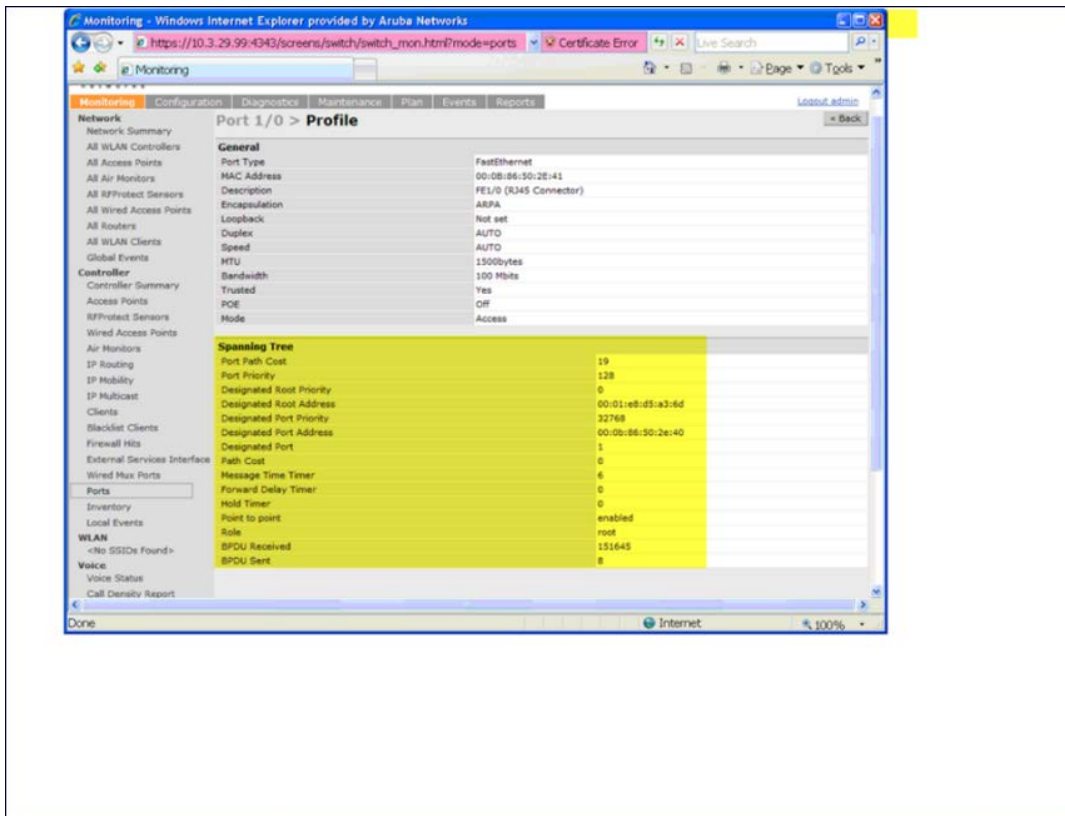 Monitoring - Windows Internet Explorer provided by Aruba Networks
https://10.3.29.99:4343/screens/switch/switch_mon.html?mode=ports Certificate Error Live Search
Monitoring Page Tools
Monitoring Configuration Diagnostics Maintenance Plan Events Reports Logout admin
Port 1/0 > Profile < Back
Network
Network Summary
All WLAN Controllers
All Access Points
All Air Monitors
All RFProtect Sensors
All Wired Access Points
All Routers
All WLAN Clients
Global Events
Controller
Controller Summary
Access Points
RFProtect Sensors
Wired Access Points
Air Monitors
IP Routing
IP Mobility
IP Multicast
Clients
Blacklist Clients
Firewall Hits
External Services Interface
Wired Mux Ports
Ports
Inventory
Local Events
WLAN
<No SSIDs Found>
Voice
Voice Status
Call Density Report
General
Port Type FastEthernet
MAC Address 00:0B:86:50:2E:41
Description FE1/0 (RJ45 Connector)
Encapsulation ARPA
Loopback Not set
Duplex AUTO
Speed AUTO
MTU 1500bytes
Bandwidth 100 Mbits
Trusted Yes
POE Off
Mode Access
Spanning Tree
Port Path Cost 19
Port Priority 128
Designated Root Priority 0
Designated Root Address 00:01:e8:d5:a3:6d
Designated Port Priority 32768
Designated Port Address 00:0b:86:50:2e:40
Designated Port 1
Path Cost 0
Message Time Timer 6
Forward Delay Timer 0
Hold Timer 0
Point to point enabled
Role root
BPDU Received 151645
BPDU Sent 8
Done Internet 100%